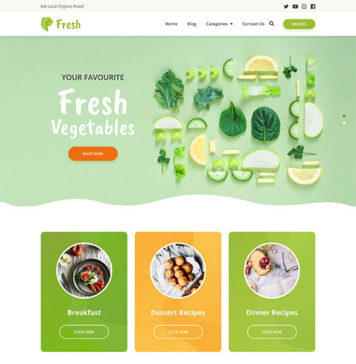 Eat Local Organic Food!
Fresh
Home Blog Categories Contact Us RECIPES
YOUR FAVOURITE
Fresh
Vegetables
SHOP NOW
Breakfast Dessert Recipes Dinner Recipes
CLICK HERE CLICK HERE CLICK HERE